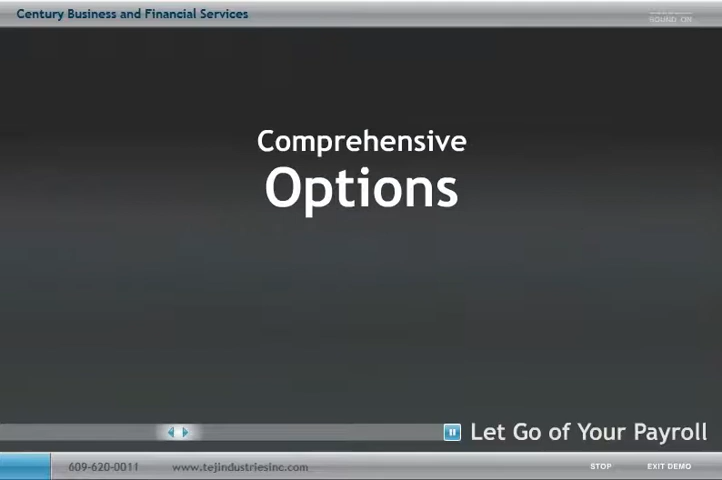 Century Business and Financial Services
SOUND ON
Comprehensive
Options
Let Go of Your Payroll
609-620-0011 www.tejindustriesinc.com STOP EXIT DEMO